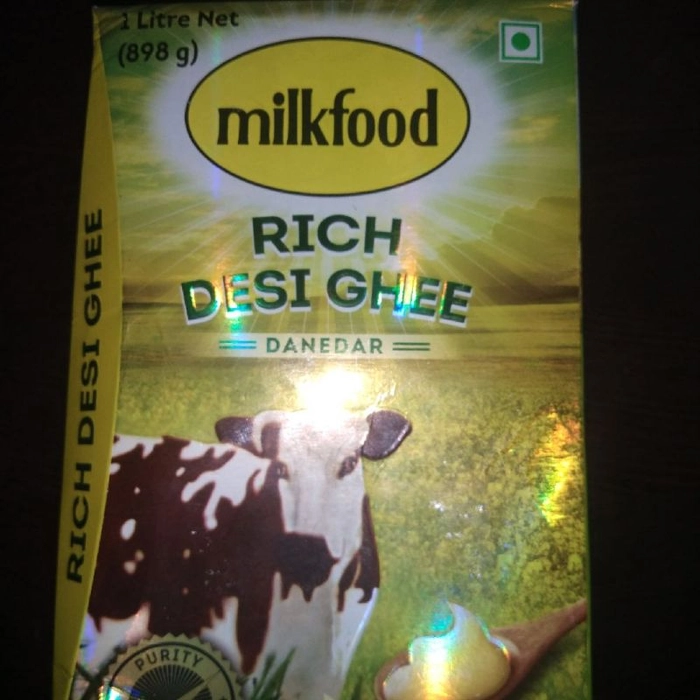 1 Litre Net
(898 g)
milkfood
RICH
DESI GHEE
DANEDAR
RICH DESI GHEE
PURITY